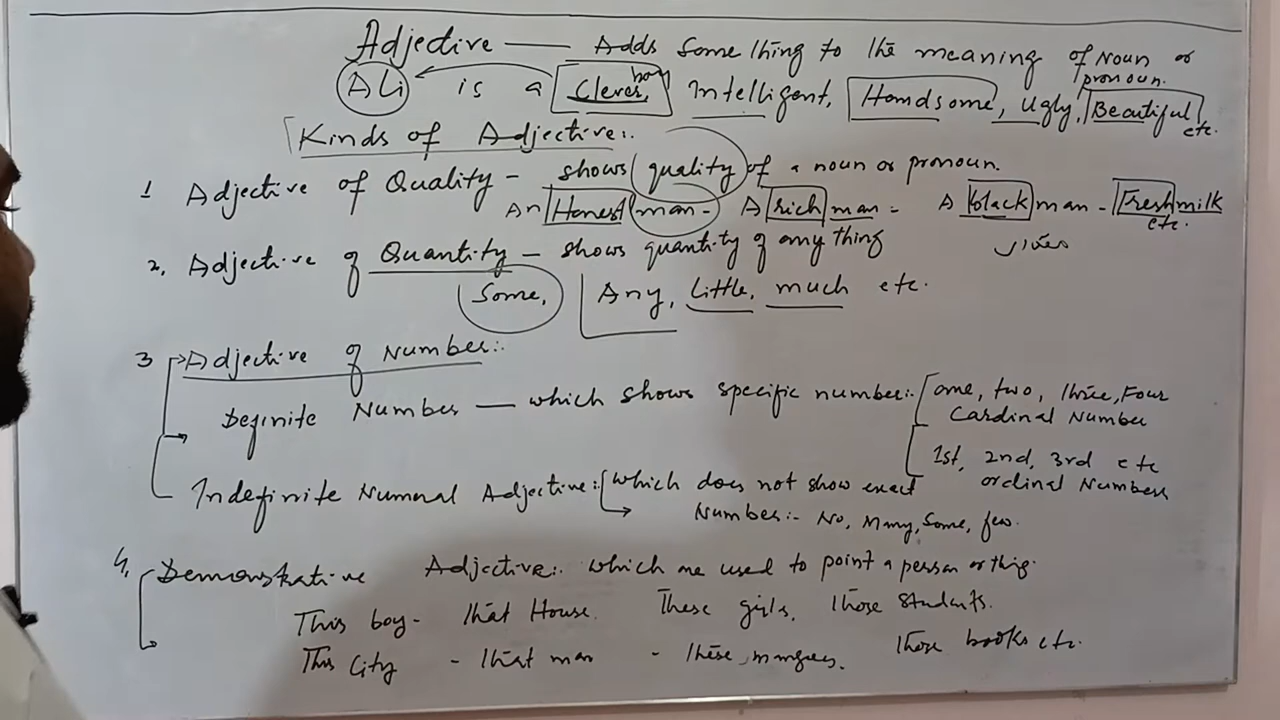 Adjective — Adds Something to the meaning of Noun or pronoun.
Ali is a Clever boy, Intelligent, Handsome, Ugly, Beautiful etc.
Kinds of Adjective:.
1 Adjective of Quality - shows quality of a noun or pronoun.
An Honest man - A rich man - A black man - Fresh milk etc.
2, Adjective of Quantity - shows quantity of any thing
Some, Any, Little, much etc.
3 Adjective of Number:.
Definite Number — which shows specific number:. one, two, three, Four
Cardinal Number
1st, 2nd, 3rd etc
ordinal Numbers
Indefinite Numeral Adjective: which does not show exact
Number:- No, Many, Some, few.
4, Demonstrative Adjective:. which are used to point a person or thing.
This boy - that House. These girls, those students.
This City - that man - these mangoes. those books etc.